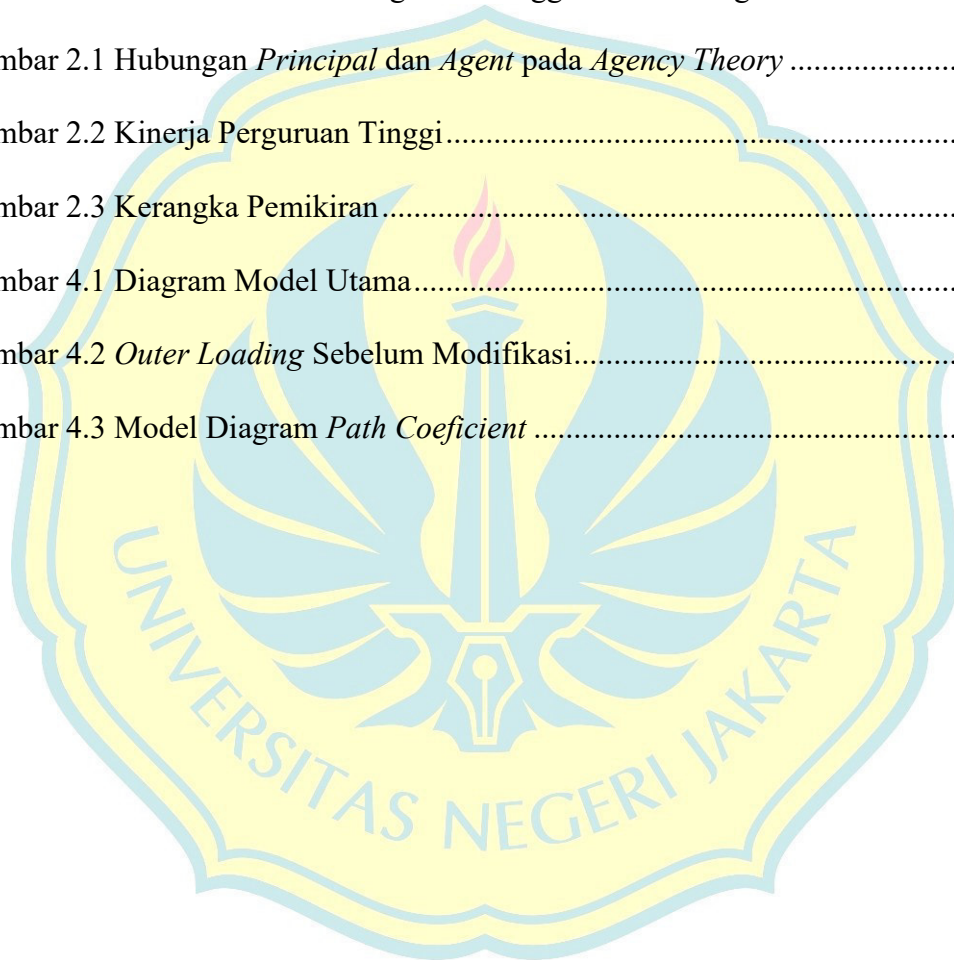 mbar 2.1 Hubungan Principal dan Agent pada Agency Theory ....................
mbar 2.2 Kinerja Perguruan Tinggi................................................................
mbar 2.3 Kerangka Pemikiran........................................................................
mbar 4.1 Diagram Model Utama....................................................................
mbar 4.2 Outer Loading Sebelum Modifikasi................................................
mbar 4.3 Model Diagram Path Coeficient .....................................................
UNIVERSITAS NEGERI JAKARTA